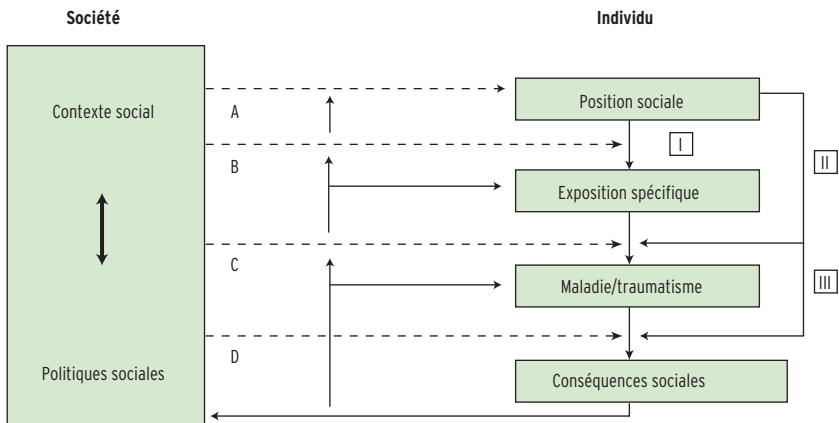 Société
Individu
Contexte social
A
Position sociale
I
B
II
Exposition spécifique
C
Maladie/traumatisme
III
D
Politiques sociales
Conséquences sociales